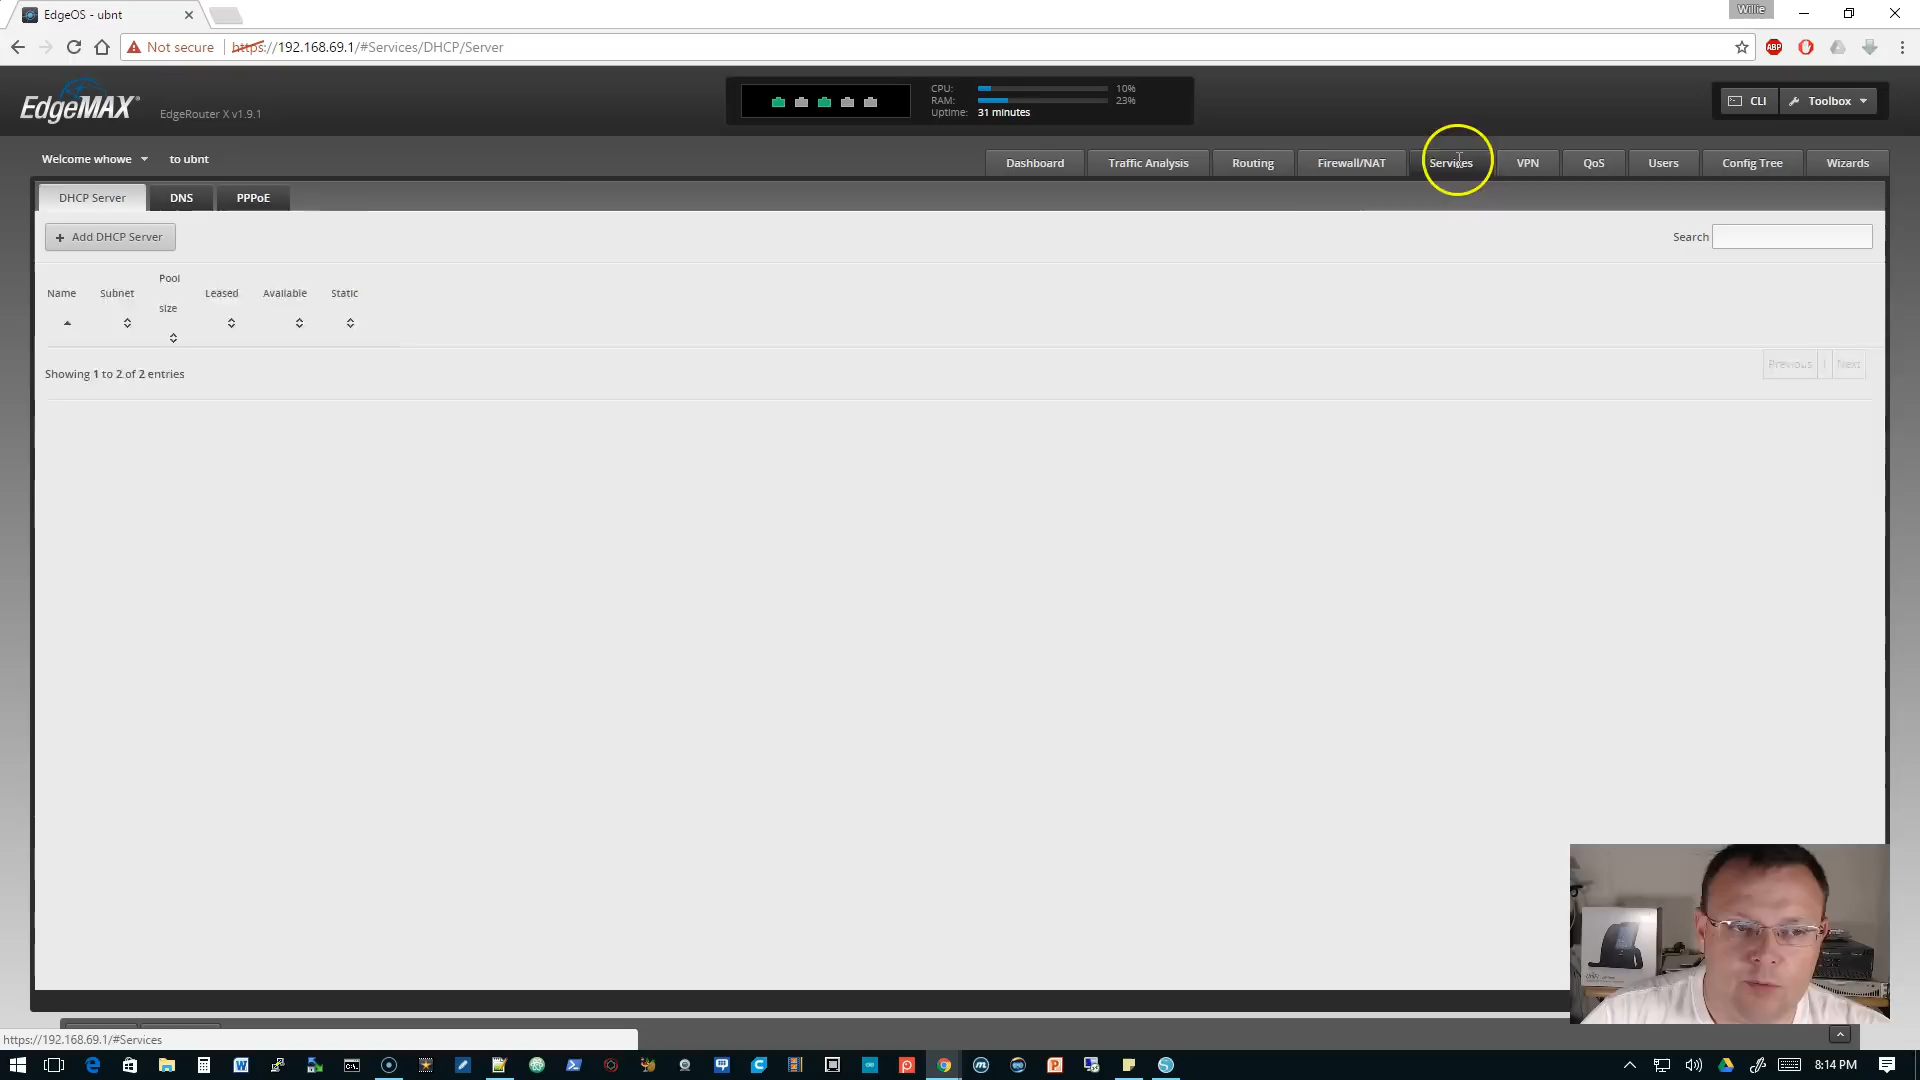 EdgeOS - ubnt
Willie
Not secure
https://192.168.69.1/#Services/DHCP/Server
ABP
EdgeMAX
EdgeRouter X v1.9.1
CPU: 10%
RAM: 23%
Uptime: 31 minutes
CLI
Toolbox
Welcome whowe
to ubnt
Dashboard
Traffic Analysis
Routing
Firewall/NAT
Services
VPN
QoS
Users
Config Tree
Wizards
DHCP Server
DNS
PPPoE
+ Add DHCP Server
Search
Name
Subnet
Pool
size
Leased
Available
Static
Showing 1 to 2 of 2 entries
Previous
Next
https://192.168.69.1/#Services
8:14 PM